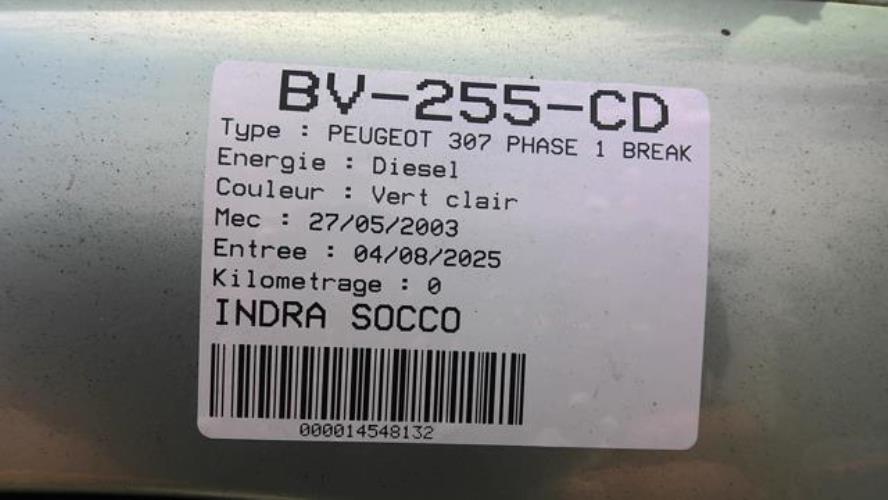 BV-255-CD
Type : PEUGEOT 307 PHASE 1 BREAK
Energie : Diesel
Couleur : Vert clair
Mec : 27/05/2003
Entree : 04/08/2025
Kilometrage : 0
INDRA SOCCO
000014548132